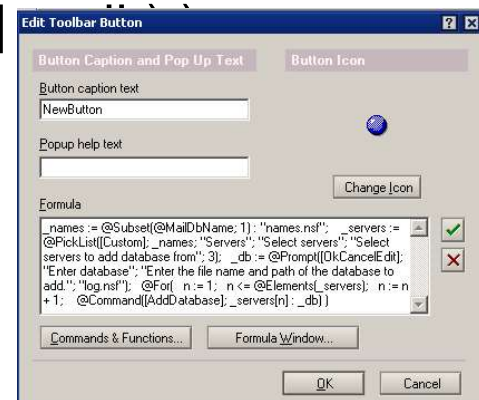 Edit Toolbar Button
Button Caption and Pop Up Text
Button Icon
Button caption text
NewButton
Popup help text
Change Icon
Formula
_names := @Subset(@MailDbName; 1) : "names.nsf"; _servers :=
@PickList([Custom]; _names; "Servers"; "Select servers"; "Select
servers to add database from"; 3); _db := @Prompt([OkCancelEdit];
"Enter database"; "Enter the file name and path of the database to
add."; "log.nsf"); @For( n := 1; n <= @Elements(_servers); n := n
+ 1; @Command([AddDatabase]; _servers[n] : _db) )
Commands & Functions...
Formula Window...
OK
Cancel